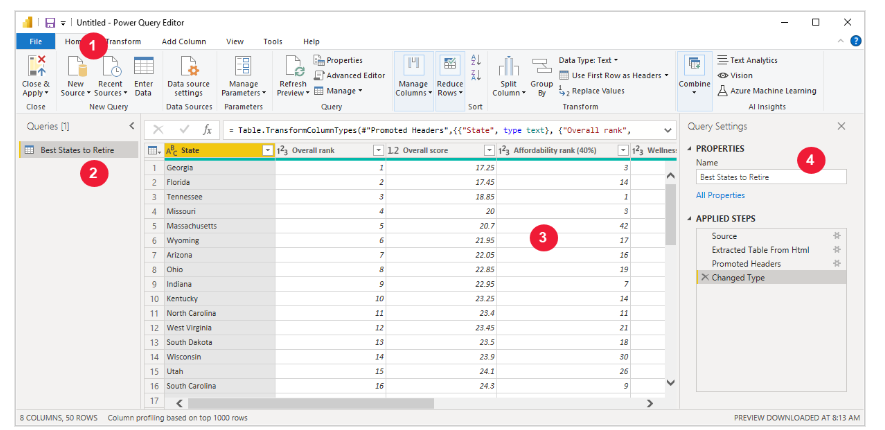 Untitled - Power Query Editor
File Home Transform Add Column View Tools Help
1
Close & Apply New Source Recent Sources Enter Data Data source settings Manage Parameters Refresh Preview Properties Advanced Editor Manage Manage Columns Reduce Rows Split Column Group By Data Type: Text Use First Row as Headers Replace Values Combine Text Analytics Vision Azure Machine Learning
Close New Query Data Sources Parameters Query Sort Transform AI Insights
Queries [1]
Best States to Retire
2
fx = Table.TransformColumnTypes(#"Promoted Headers",{{"State", type text}, {"Overall rank",
ABC State 123 Overall rank 1.2 Overall score 123 Affordability rank (40%) 123 Wellnes
1 Georgia 1 17.25 3
2 Florida 2 17.45 14
3 Tennessee 3 18.85 1
4 Missouri 4 20 3
5 Massachusetts 5 20.7 42
6 Wyoming 6 21.95 17
7 Arizona 7 22.05 16
8 Ohio 8 22.85 19
9 Indiana 9 22.95 7
10 Kentucky 10 23.25 14
11 North Carolina 11 23.4 11
12 West Virginia 12 23.45 21
13 South Dakota 13 23.5 18
14 Wisconsin 14 23.9 30
15 Utah 15 24.1 26
16 South Carolina 16 24.3 9
17
3
Query Settings
PROPERTIES
4
Name
Best States to Retire
All Properties
APPLIED STEPS
Source
Extracted Table From Html
Promoted Headers
Changed Type
8 COLUMNS, 50 ROWS Column profiling based on top 1000 rows PREVIEW DOWNLOADED AT 8:13 AM